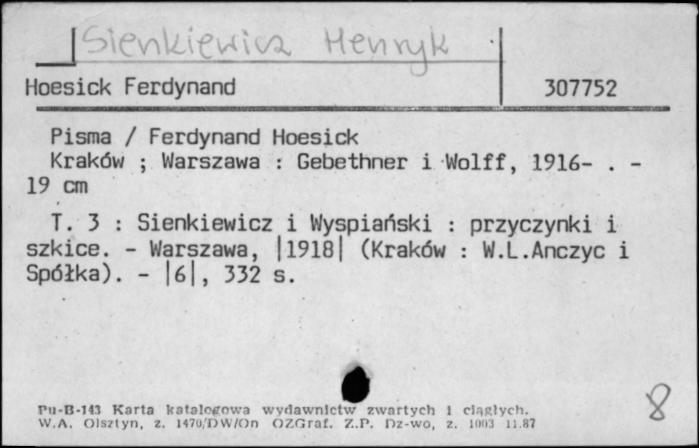 Sienkiewicz Henryk
Hoesick Ferdynand 307752
Pisma / Ferdynand Hoesick
Kraków ; Warszawa : Gebethner i Wolff, 1916- . -
19 cm
T. 3 : Sienkiewicz i Wyspiański : przyczynki i
szkice. - Warszawa, |1918| (Kraków : W.L.Anczyc i
Spółka). - |6|, 332 s.
Pu-B-143 Karta katalogowa wydawnictw zwartych i ciągłych.
W.A. Olsztyn, z. 1470/DW/On OZGraf. Z.P. Dz-wo, z. 1003 11.87
8